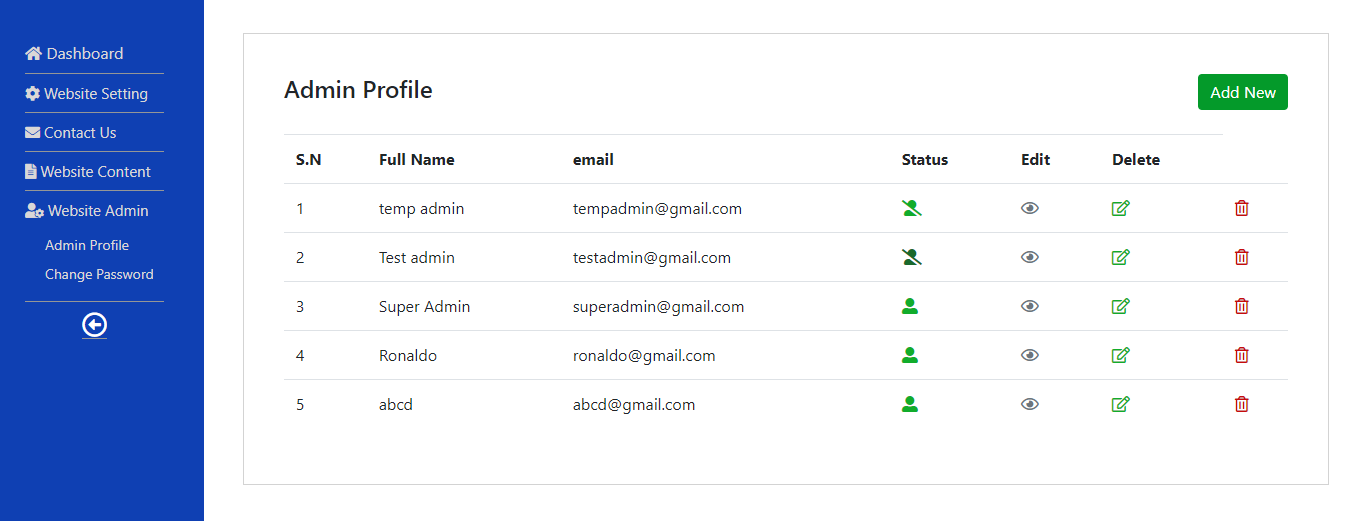 Dashboard
Website Setting
Contact Us
Website Content
Website Admin
Admin Profile
Change Password
Admin Profile
Add New
S.N Full Name email Status Edit Delete
1 temp admin tempadmin@gmail.com
2 Test admin testadmin@gmail.com
3 Super Admin superadmin@gmail.com
4 Ronaldo ronaldo@gmail.com
5 abcd abcd@gmail.com